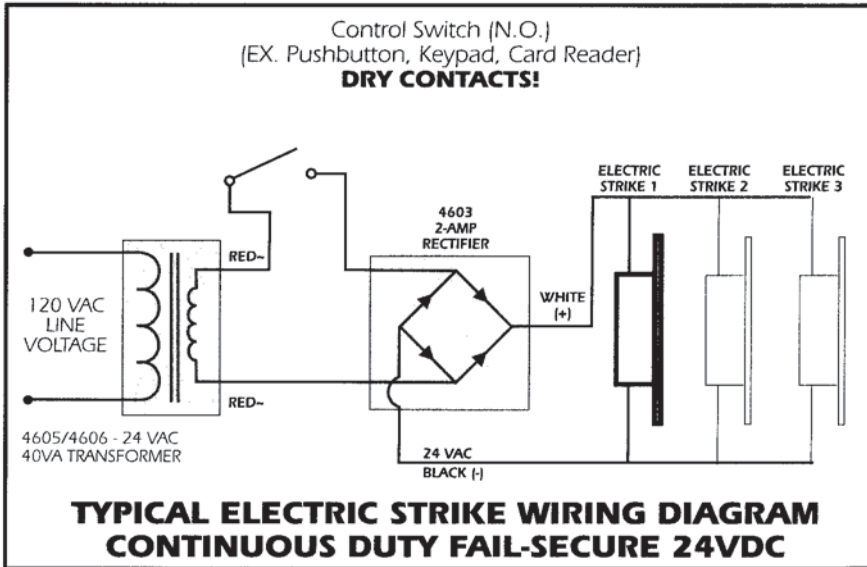 Control Switch (N.O.)
(EX. Pushbutton, Keypad, Card Reader)
DRY CONTACTS!
ELECTRIC
STRIKE 1
ELECTRIC
STRIKE 2
ELECTRIC
STRIKE 3
4603
2-AMP
RECTIFIER
RED~
120 VAC
LINE
VOLTAGE
WHITE
(+)
RED~
4605/4606 - 24 VAC
40VA TRANSFORMER
24 VAC
BLACK (-)
TYPICAL ELECTRIC STRIKE WIRING DIAGRAM
CONTINUOUS DUTY FAIL-SECURE 24VDC